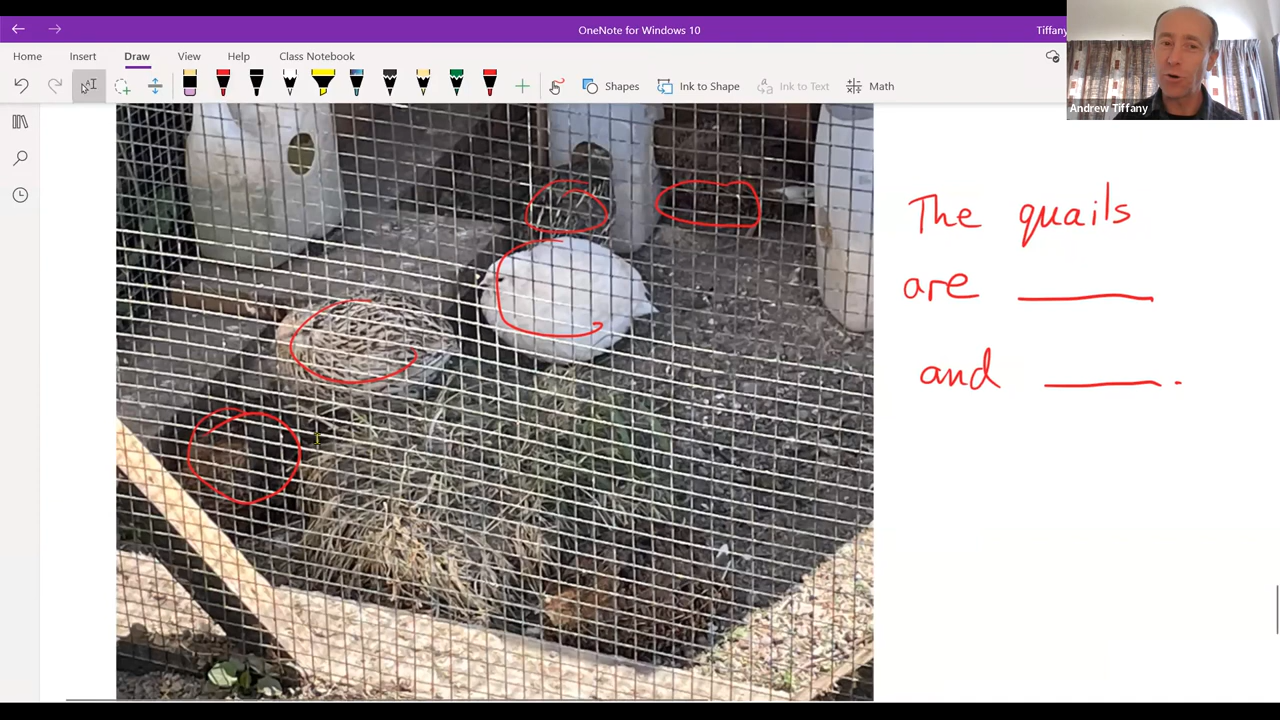 OneNote for Windows 10
Tiffany
Home Insert Draw View Help Class Notebook
Shapes Ink to Shape Ink to Text Math
Andrew Tiffany
The quails
are ______
and ______.